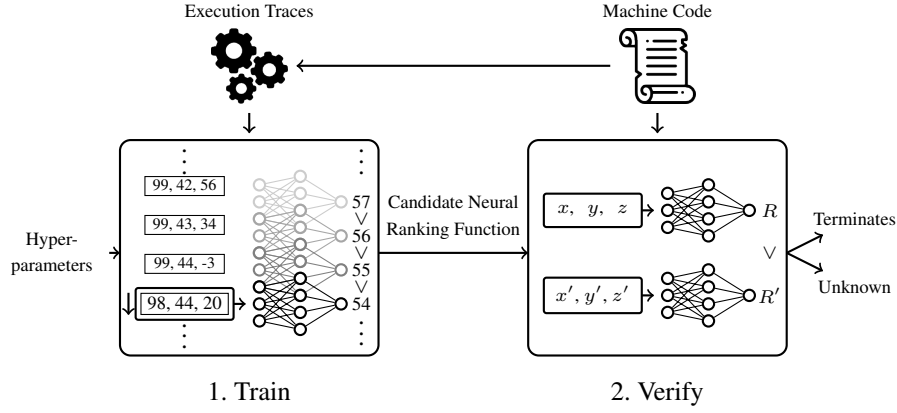 Execution Traces
Machine Code
99, 42, 56
99, 43, 34
99, 44, -3
98, 44, 20
57
∨
56
∨
55
∨
54
Hyper-
parameters
Candidate Neural
Ranking Function
x, y, z
R
∨
x′, y′, z′
R′
Terminates
Unknown
1. Train
2. Verify